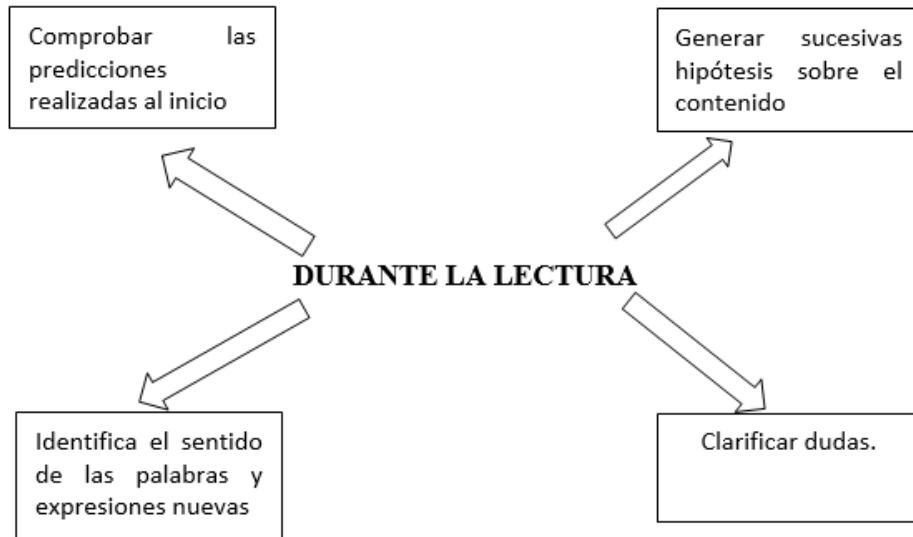 Comprobar las
predicciones
realizadas al inicio
Generar sucesivas
hipótesis sobre el
contenido
DURANTE LA LECTURA
Identifica el sentido
de las palabras y
expresiones nuevas
Clarificar dudas.